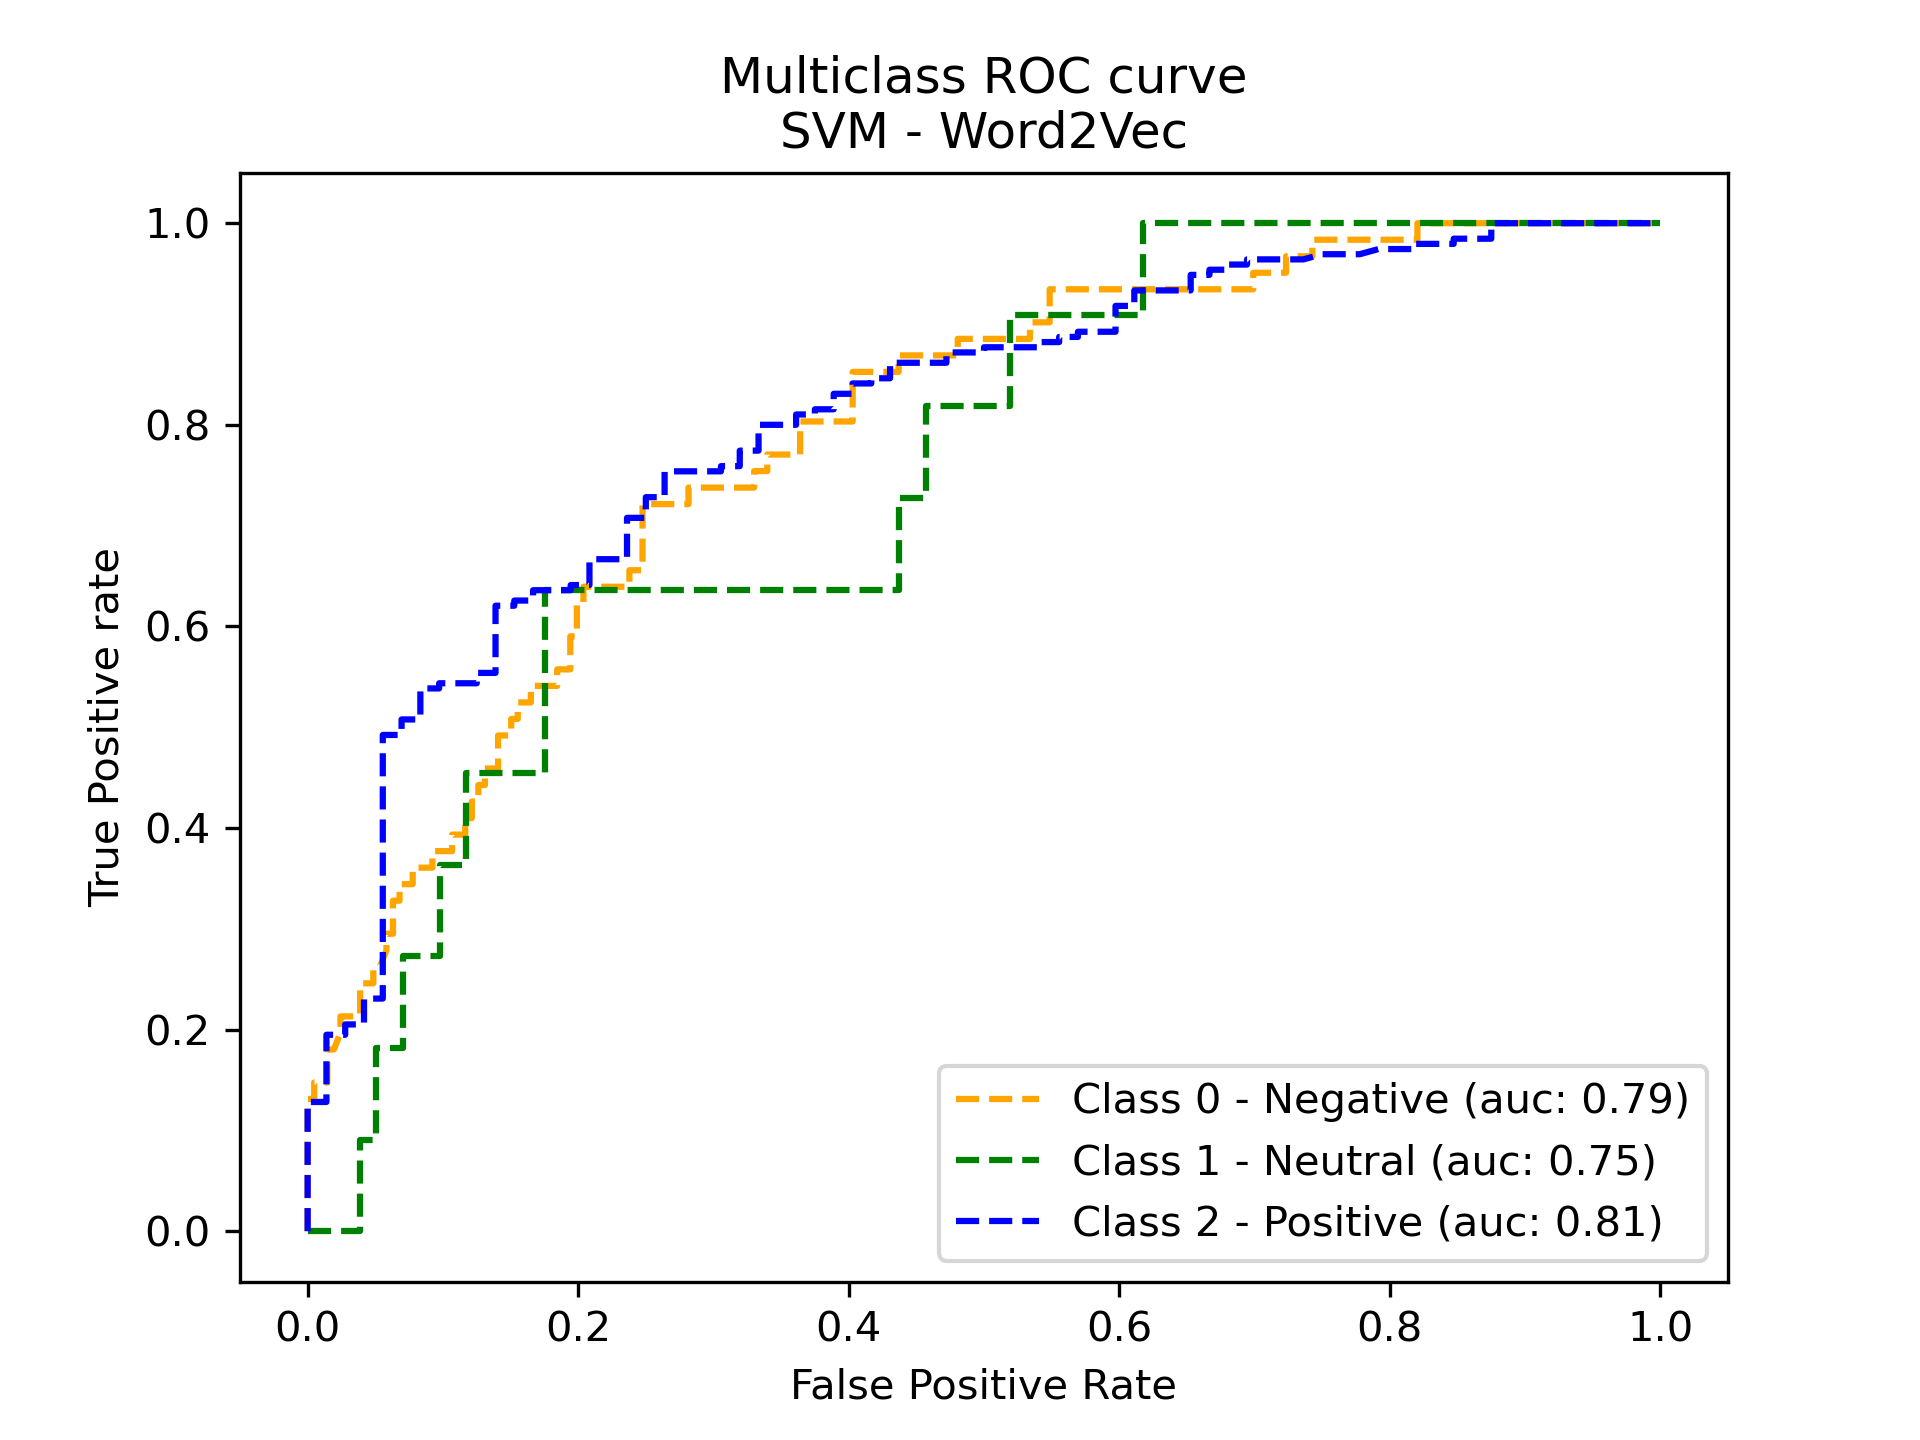 Multiclass ROC curve
SVM - Word2Vec
True Positive rate
1.0
0.8
0.6
0.4
0.2
0.0
Class 0 - Negative (auc: 0.79)
Class 1 - Neutral (auc: 0.75)
Class 2 - Positive (auc: 0.81)
0.0 0.2 0.4 0.6 0.8 1.0
False Positive Rate